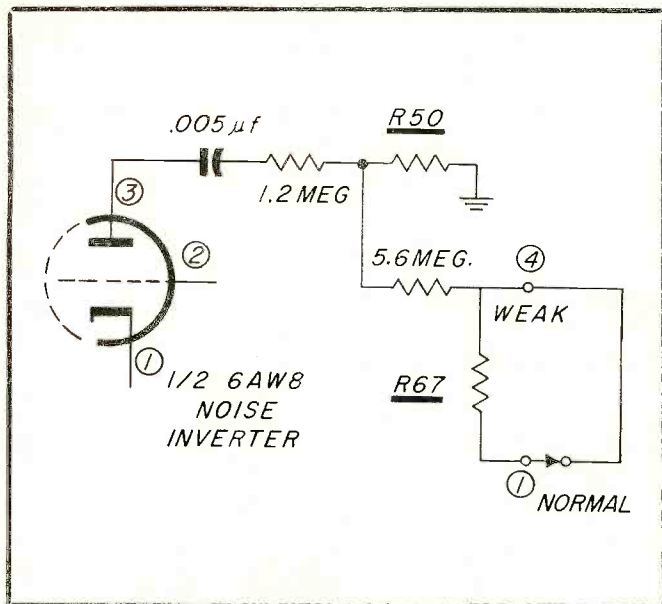 .005 µf
R50
1.2 MEG
③
②
①
5.6 MEG.
④
WEAK
1/2 6AW8
NOISE
INVERTER
R67
①
NORMAL